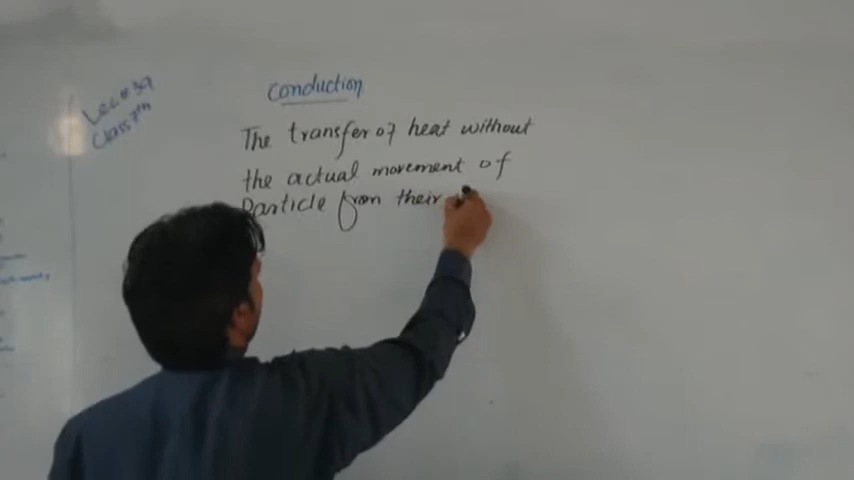 Lec # 39
Class 7th
Conduction
The transfer of heat without
the actual movement of
Particle from their